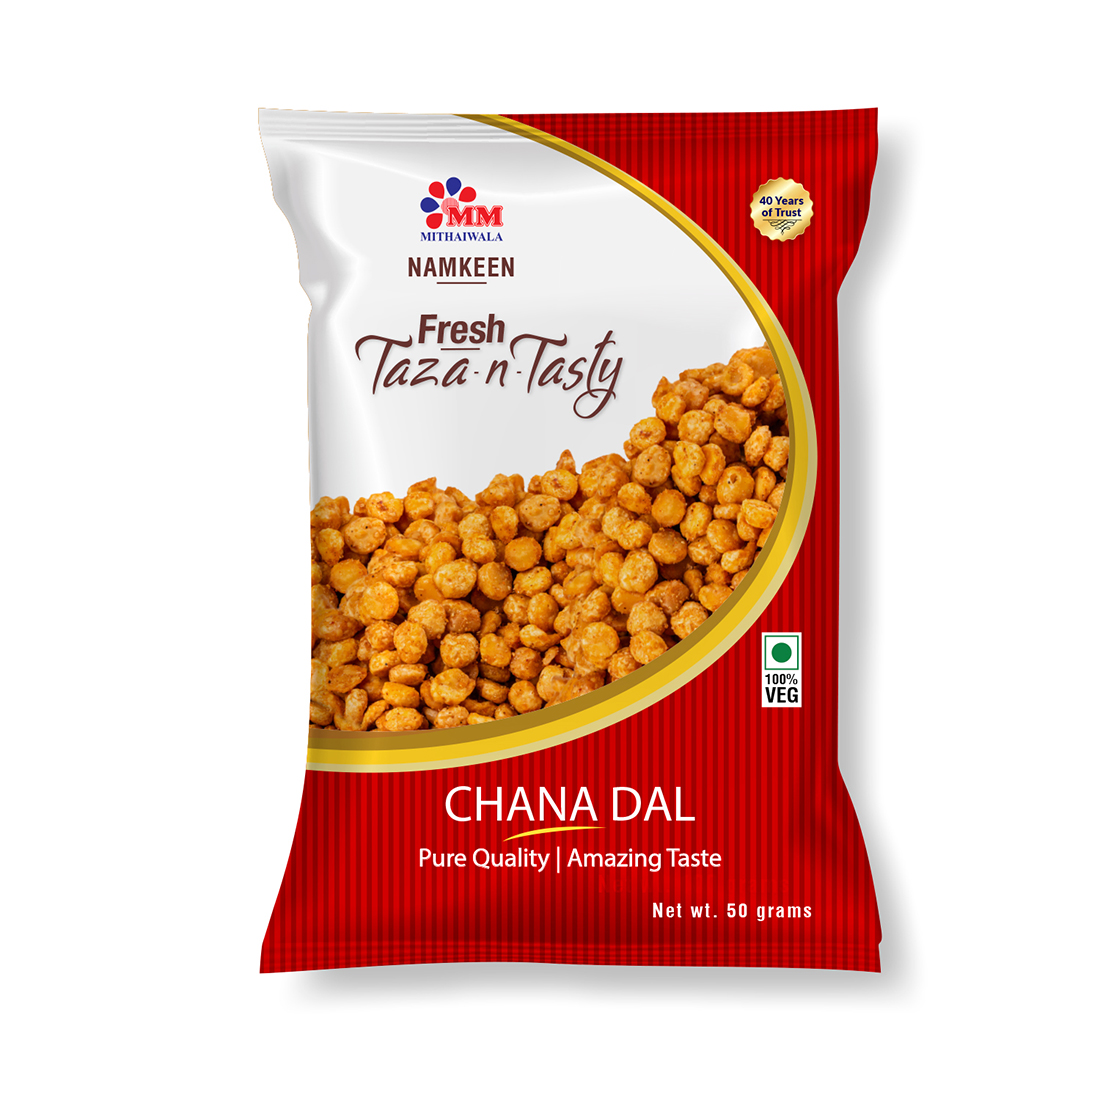 MM
MITHAIWALA
NAMKEEN
40 Years
of Trust
Fresh
Taza-n-Tasty
100%
VEG
CHANA DAL
Pure Quality | Amazing Taste
Net wt. 50 grams